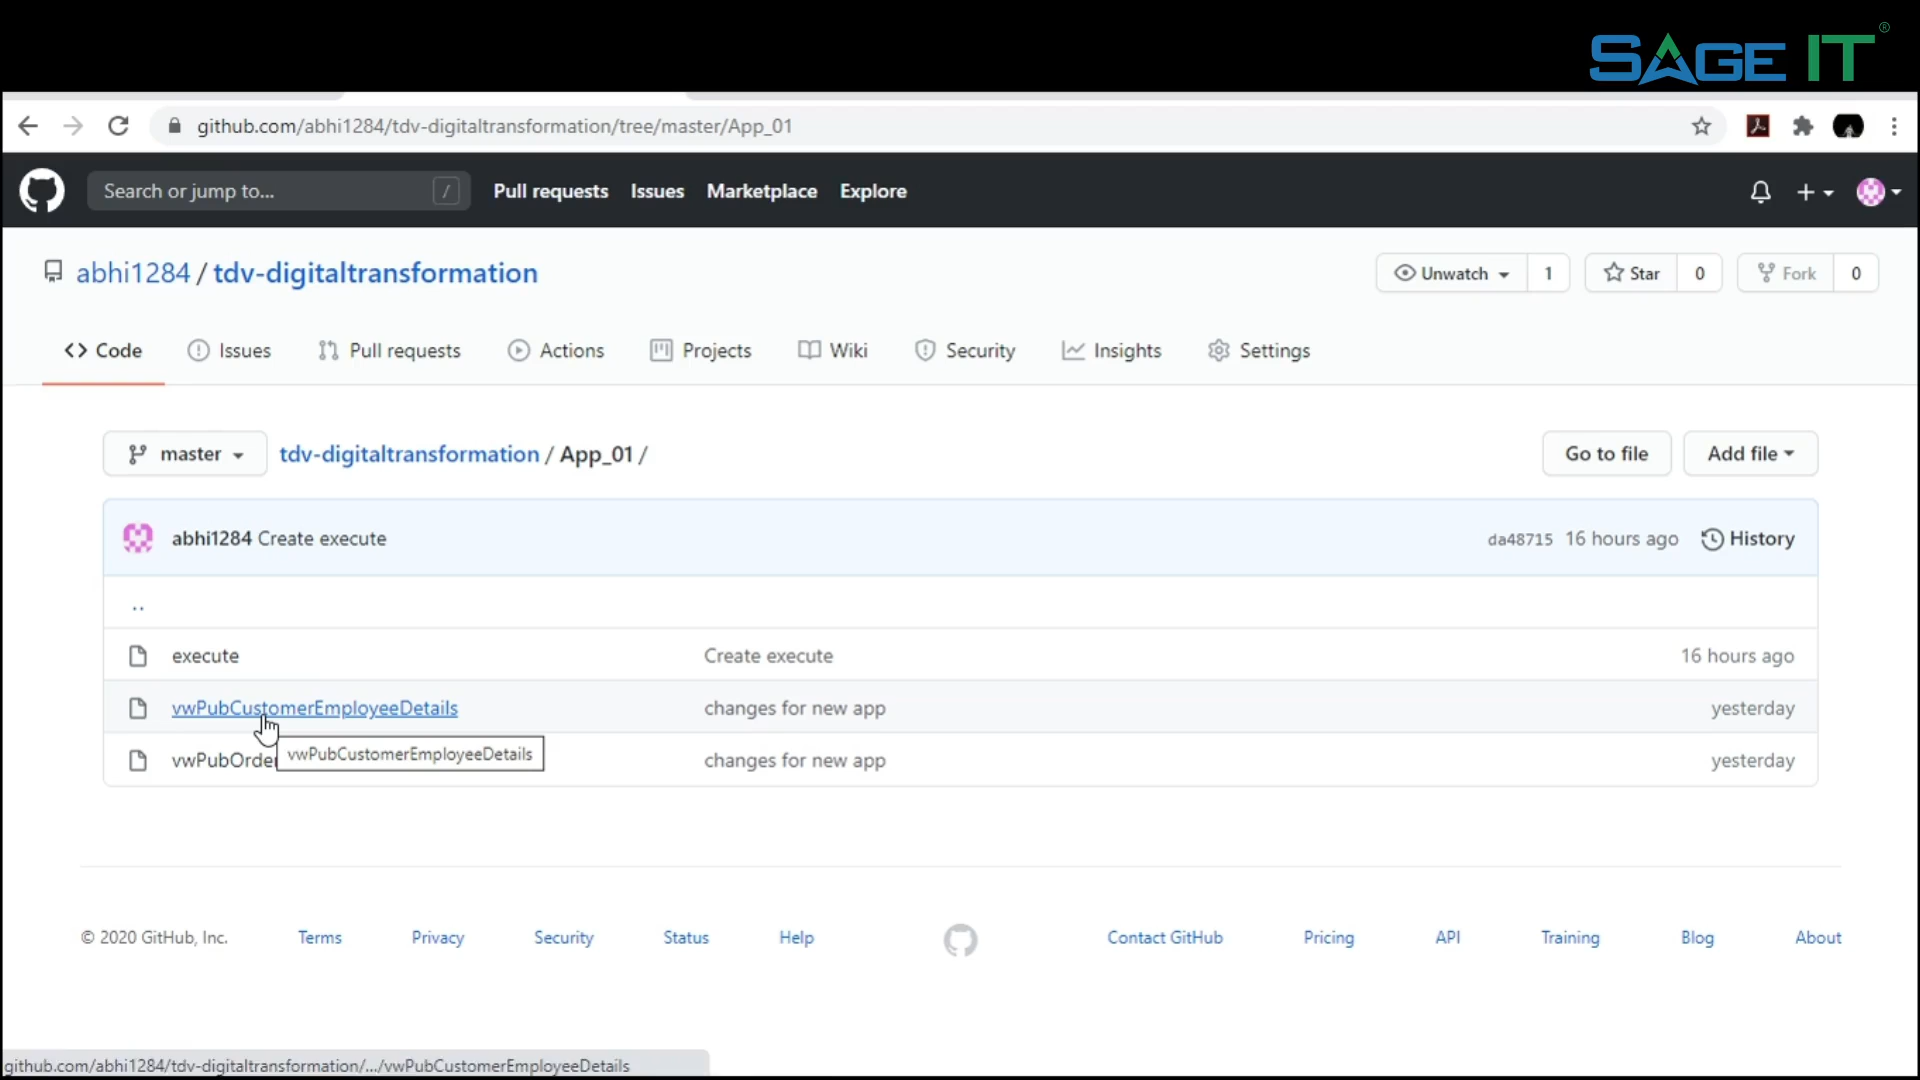 SAGE IT®
github.com/abhi1284/tdv-digitaltransformation/tree/master/App_01
Search or jump to... / Pull requests Issues Marketplace Explore
abhi1284 / tdv-digitaltransformation
Unwatch 1 Star 0 Fork 0
Code Issues Pull requests Actions Projects Wiki Security Insights Settings
master tdv-digitaltransformation / App_01 / Go to file Add file
abhi1284 Create execute da48715 16 hours ago History
..
execute Create execute 16 hours ago
vwPubCustomerEmployeeDetails changes for new app yesterday
vwPubCustomerEmployeeDetails
changes for new app yesterday
© 2020 GitHub, Inc. Terms Privacy Security Status Help Contact GitHub Pricing API Training Blog About
github.com/abhi1284/tdv-digitaltransformation/.../vwPubCustomerEmployeeDetails